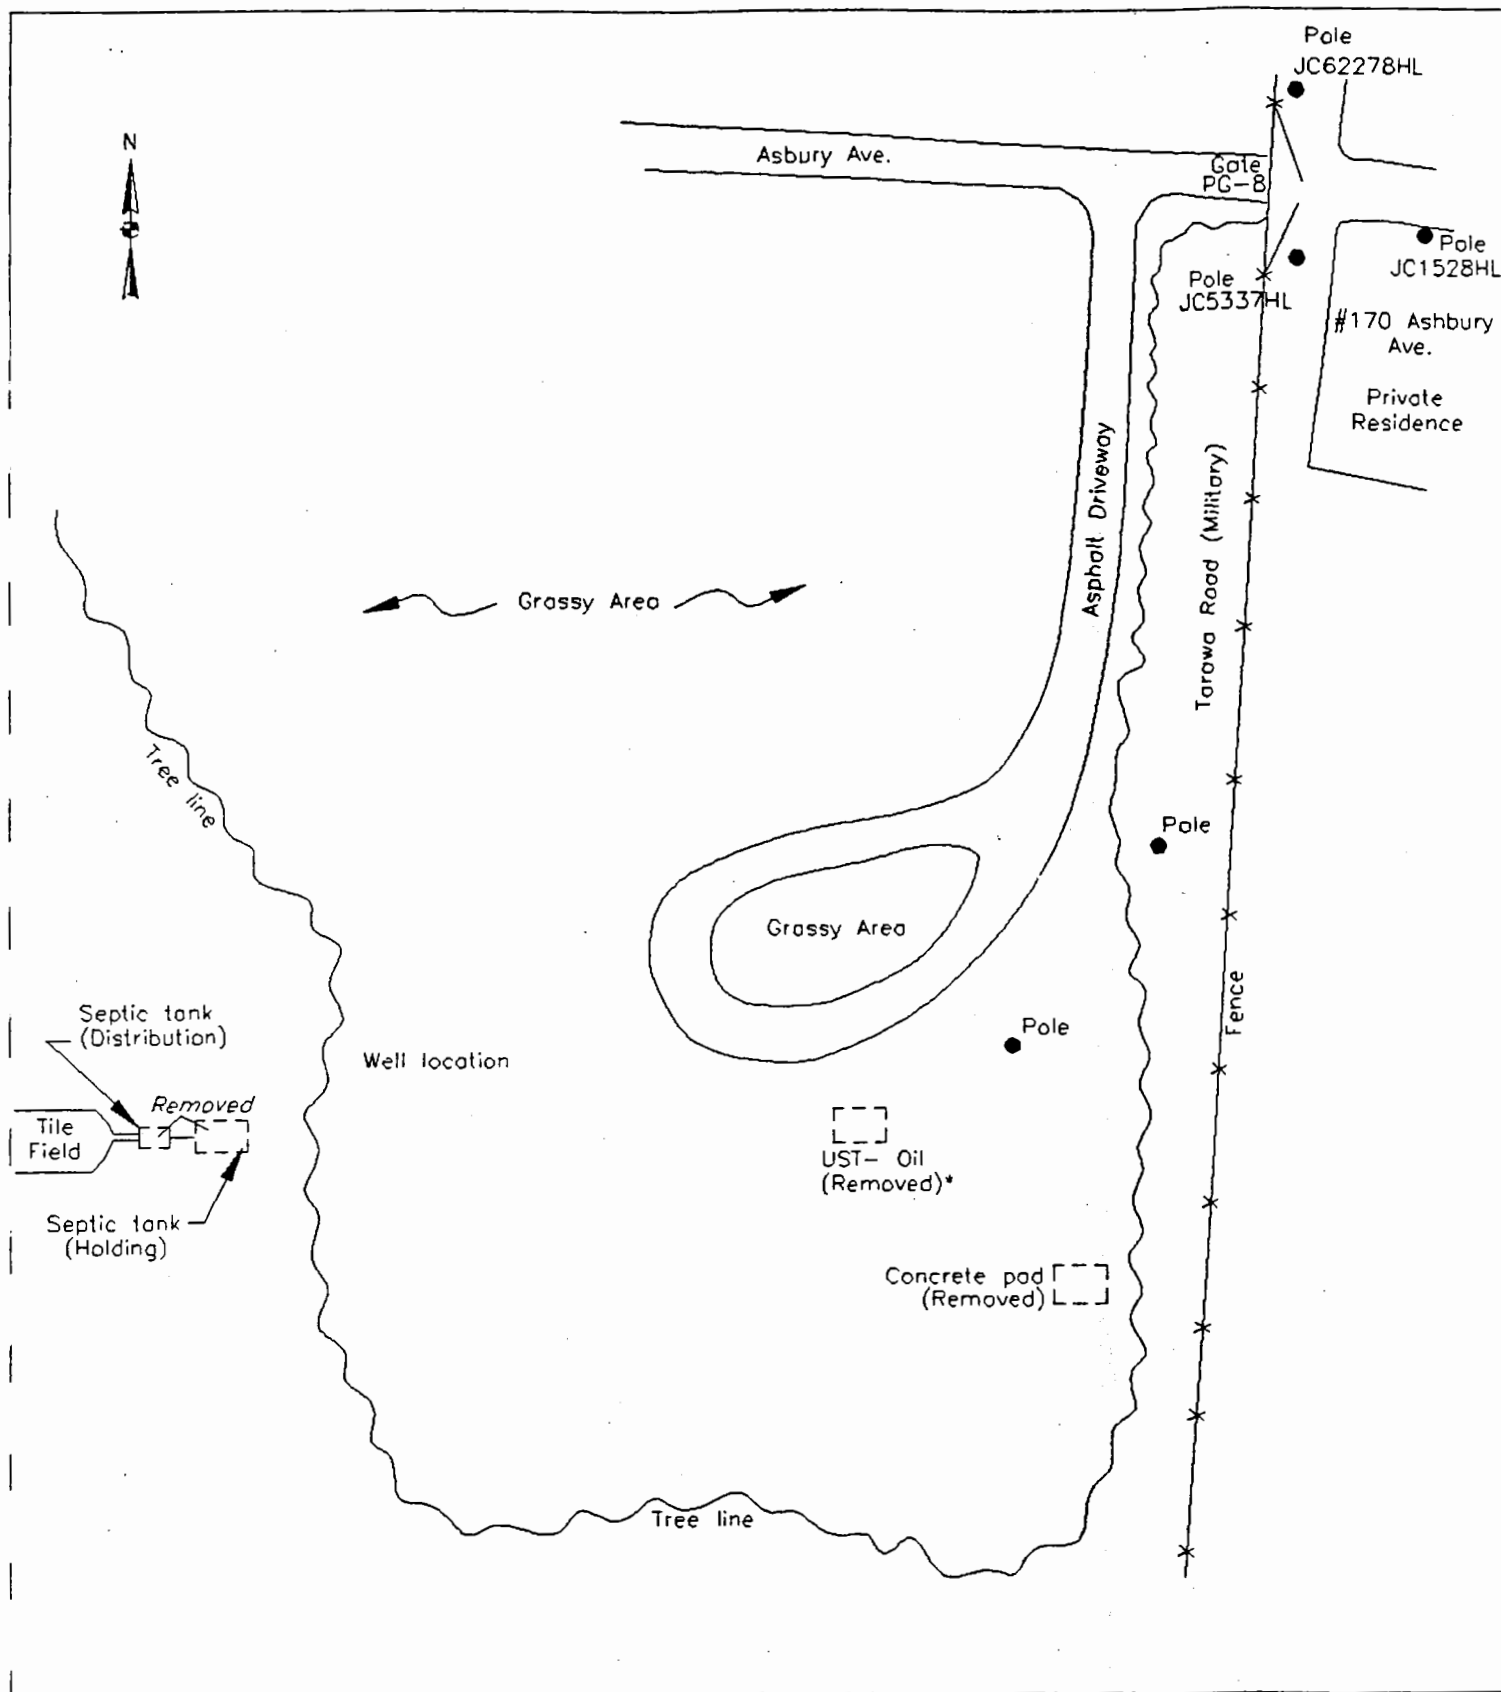 Pole
JC62278HL
N
Asbury Ave.
Gate
PG-8
Pole
JC1528HL
Pole
JC5337HL
#170 Ashbury
Ave.
Private
Residence
Asphalt Driveway
Tarawa Road (Military)
Grassy Area
Tree line
Pole
Grassy Area
Fence
Septic tank
(Distribution)
Pole
Well location
Removed
Tile
Field
UST- Oil
(Removed)*
Septic tank
(Holding)
Concrete pad
(Removed)
Tree line